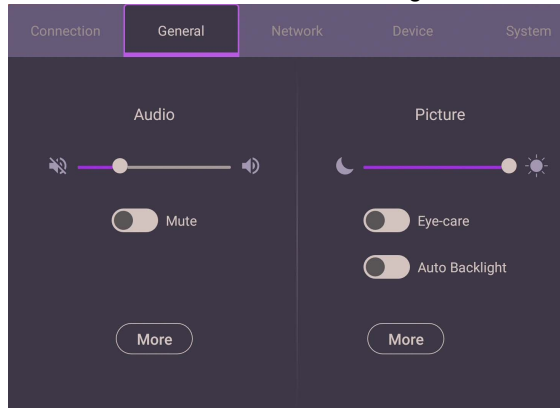 Connection General Network Device System
Audio Picture
Mute Eye-care
Auto Backlight
More More